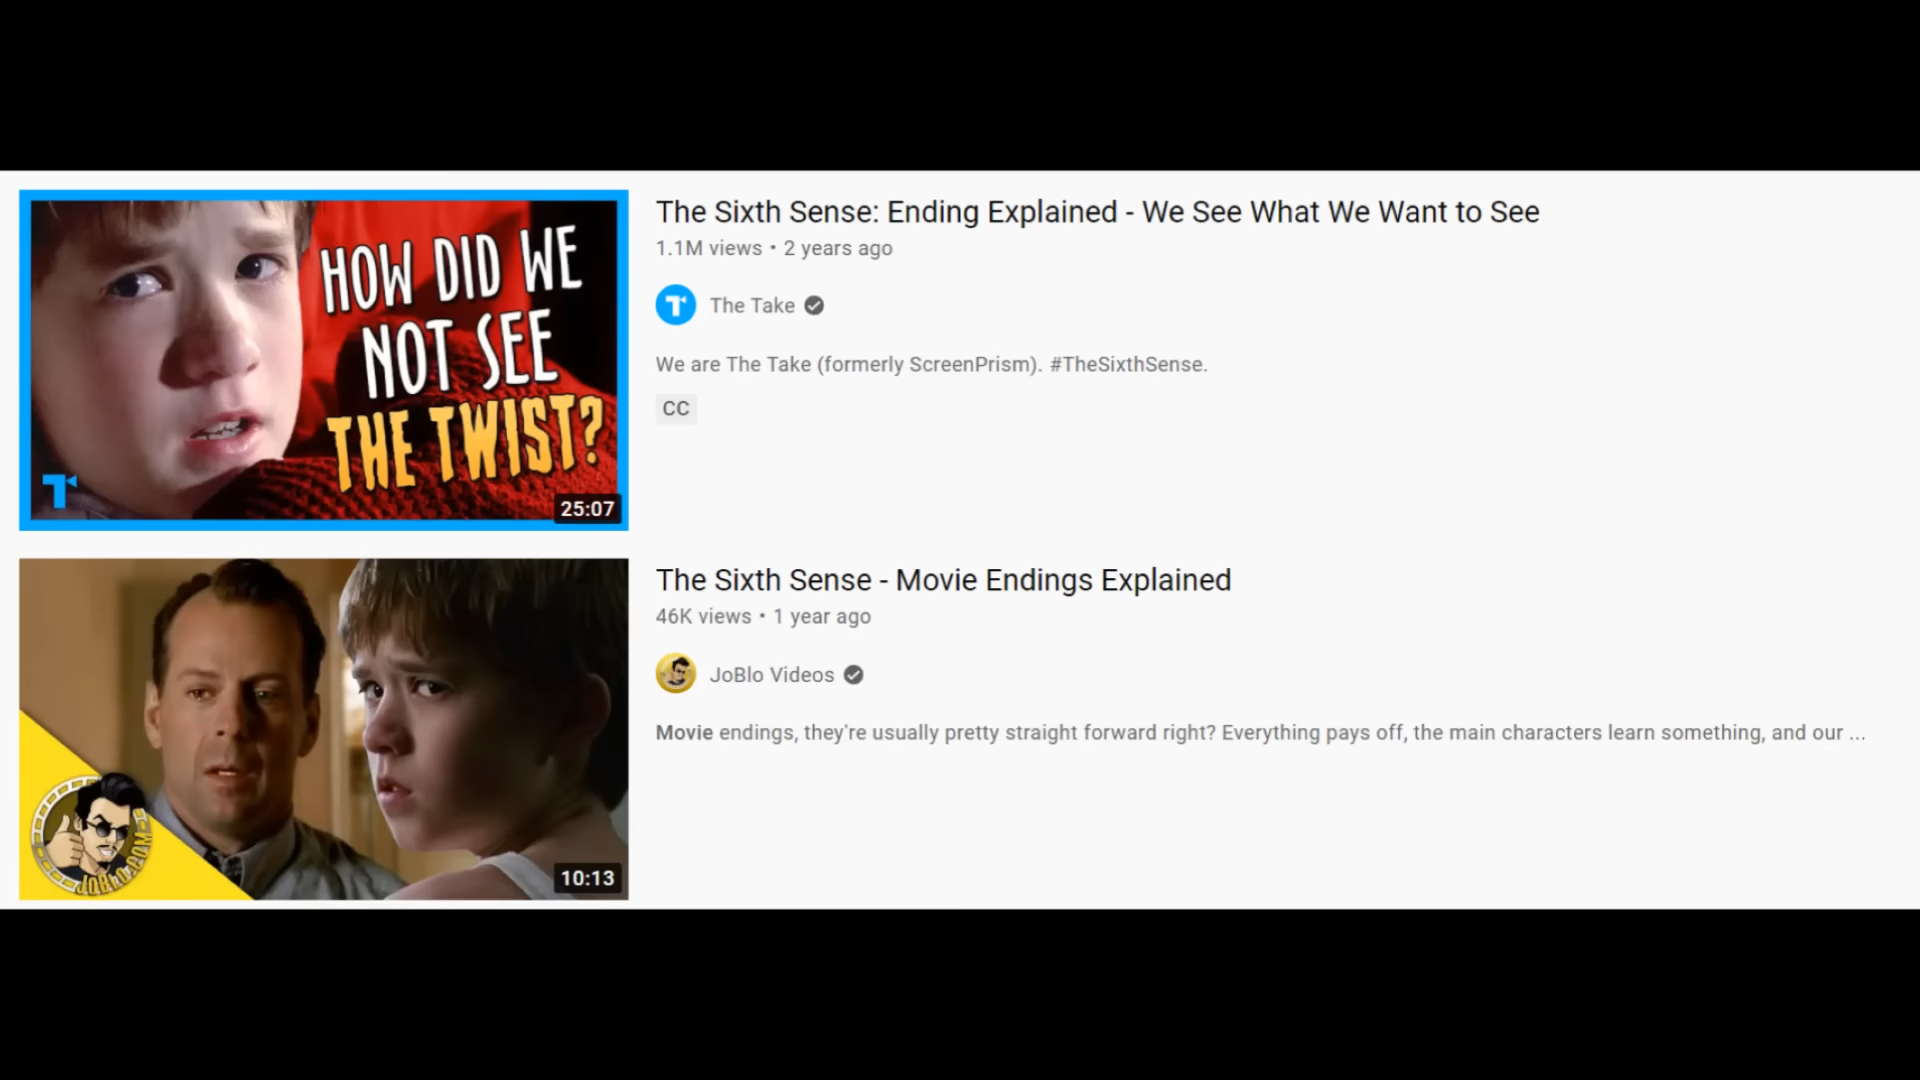 HOW DID WE
NOT SEE
THE TWIST?
25:07
The Sixth Sense: Ending Explained - We See What We Want to See
1.1M views • 2 years ago
The Take
We are The Take (formerly ScreenPrism). #TheSixthSense.
CC
JOBLO.COM
10:13
The Sixth Sense - Movie Endings Explained
46K views • 1 year ago
JoBlo Videos
Movie endings, they're usually pretty straight forward right? Everything pays off, the main characters learn something, and our ...